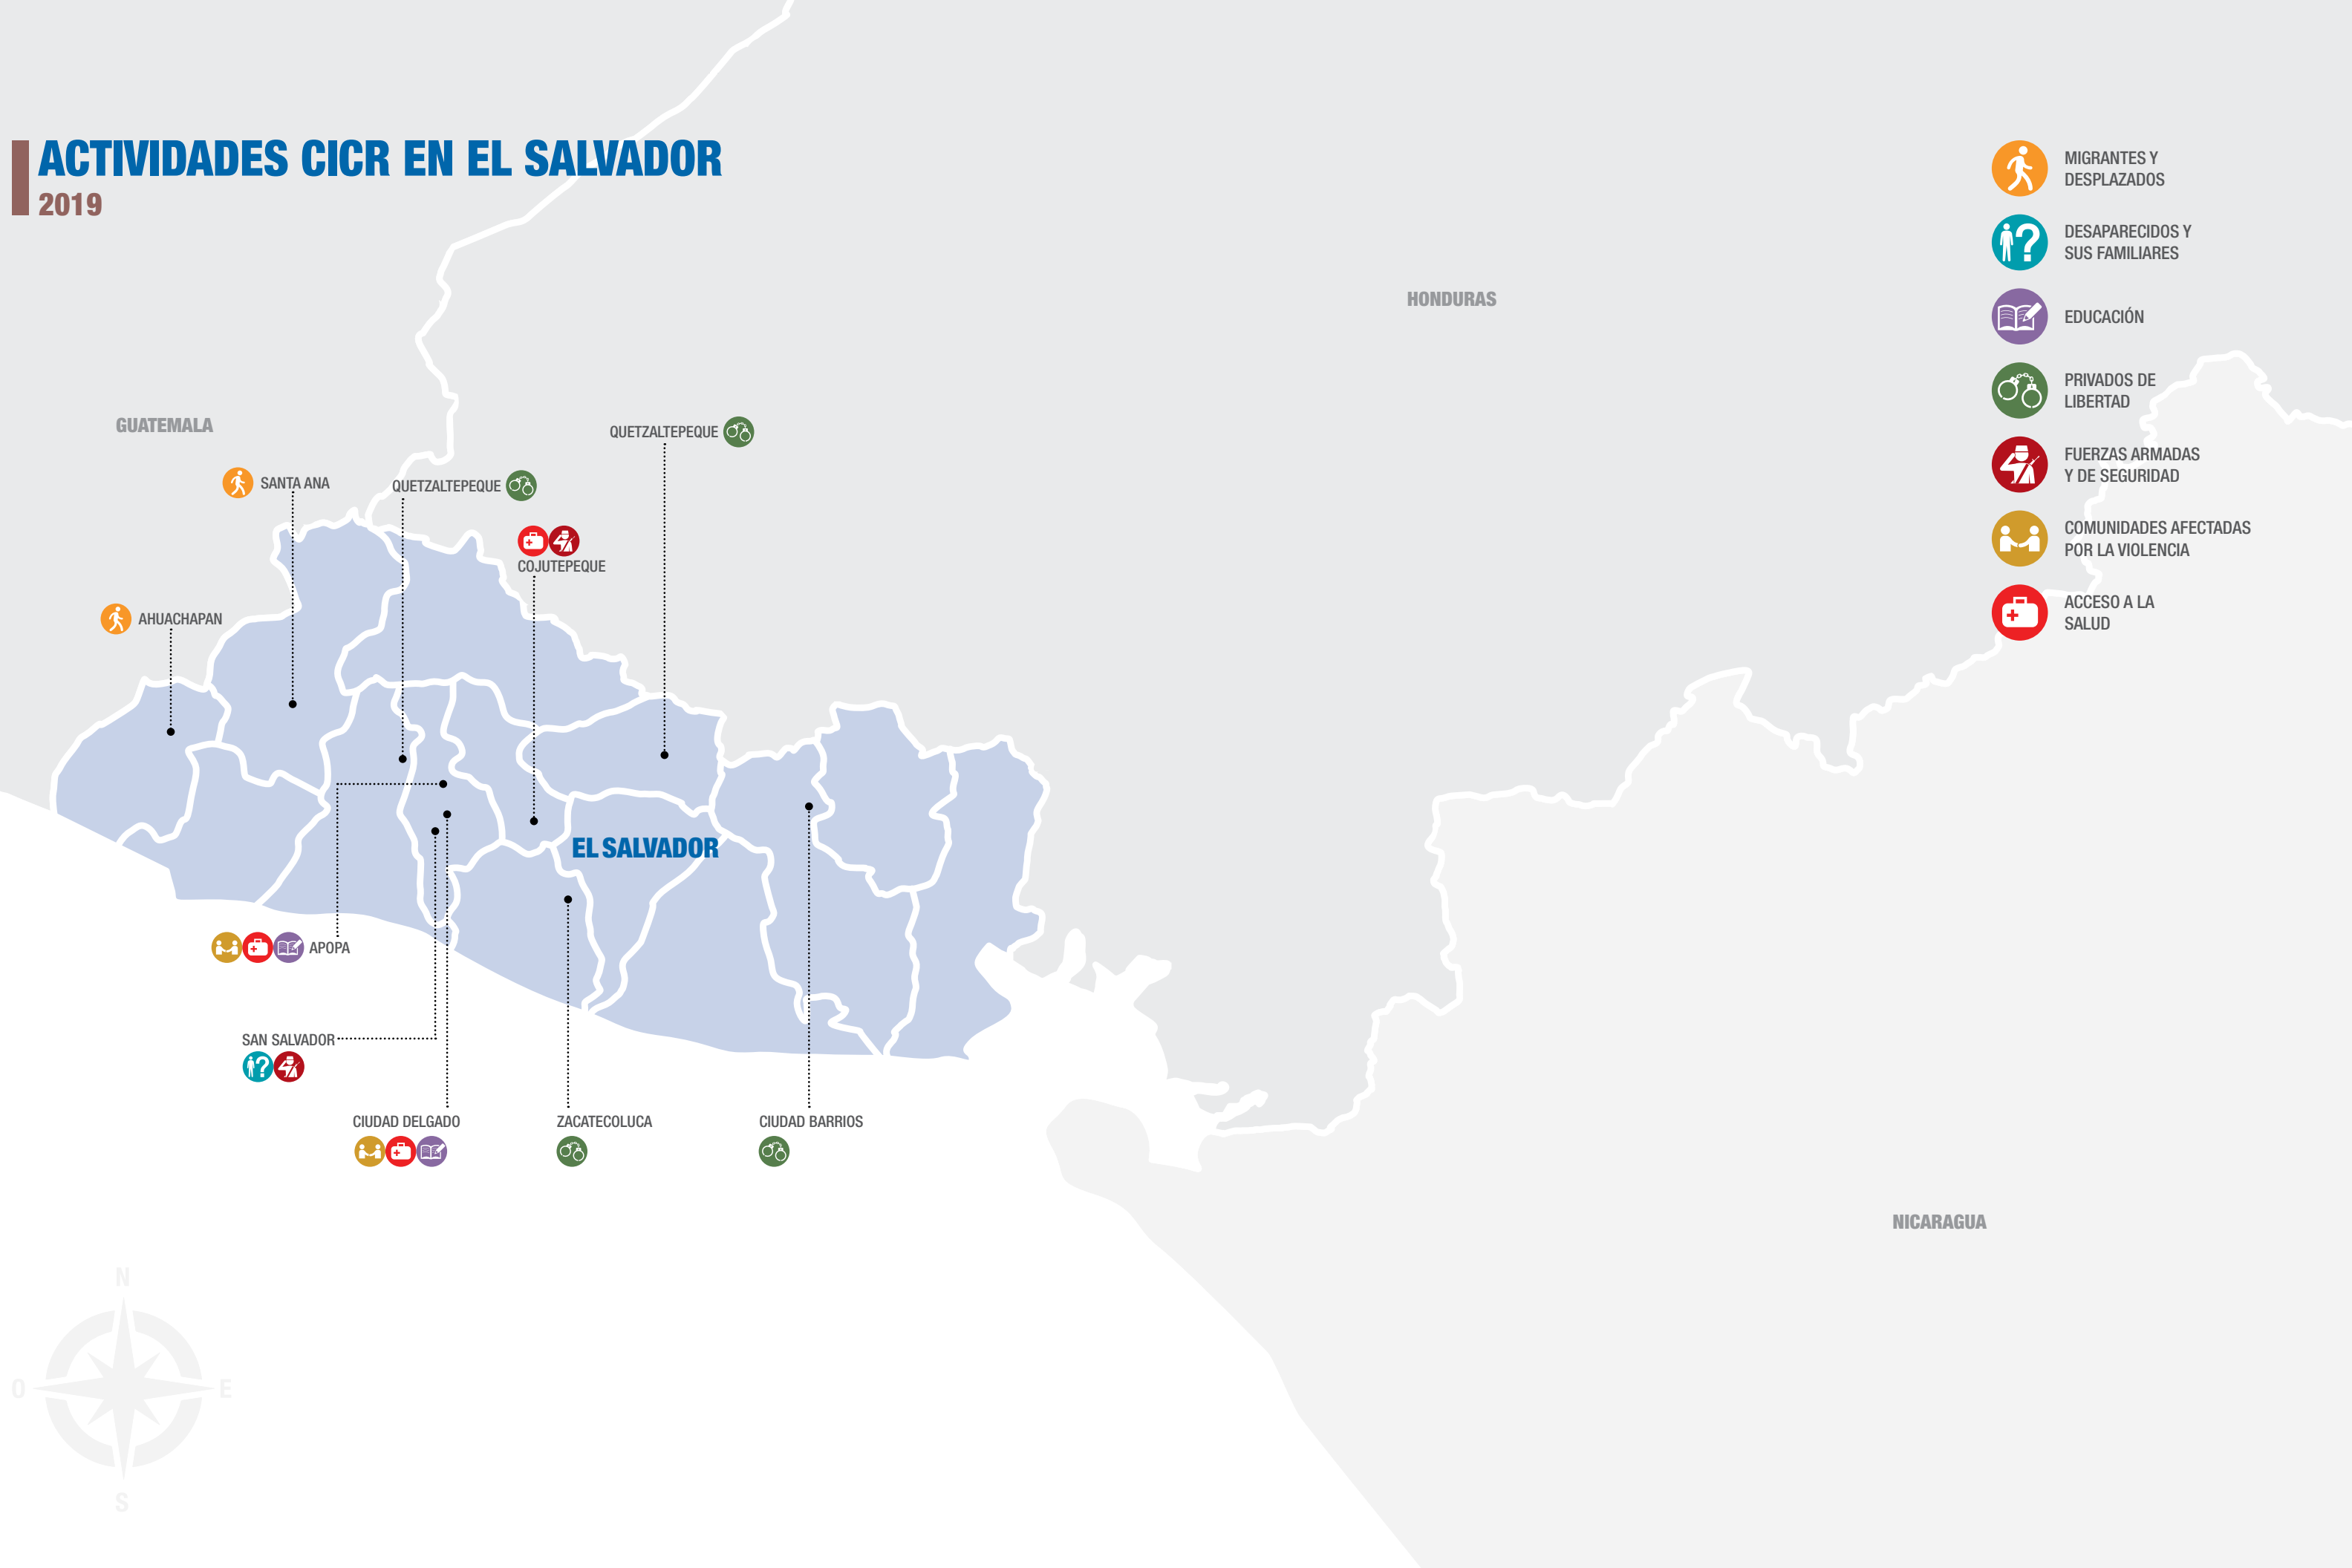 ACTIVIDADES CICR EN EL SALVADOR
2019
MIGRANTES Y
DESPLAZADOS
DESAPARECIDOS Y
SUS FAMILIARES
EDUCACIÓN
PRIVADOS DE
LIBERTAD
FUERZAS ARMADAS
Y DE SEGURIDAD
COMUNIDADES AFECTADAS
POR LA VIOLENCIA
ACCESO A LA
SALUD
HONDURAS
GUATEMALA
QUETZALTEPEQUE
SANTA ANA
QUETZALTEPEQUE
COJUTEPEQUE
AHUACHAPAN
EL SALVADOR
APOPA
SAN SALVADOR
CIUDAD DELGADO
ZACATECOLUCA
CIUDAD BARRIOS
NICARAGUA
N
O
E
S